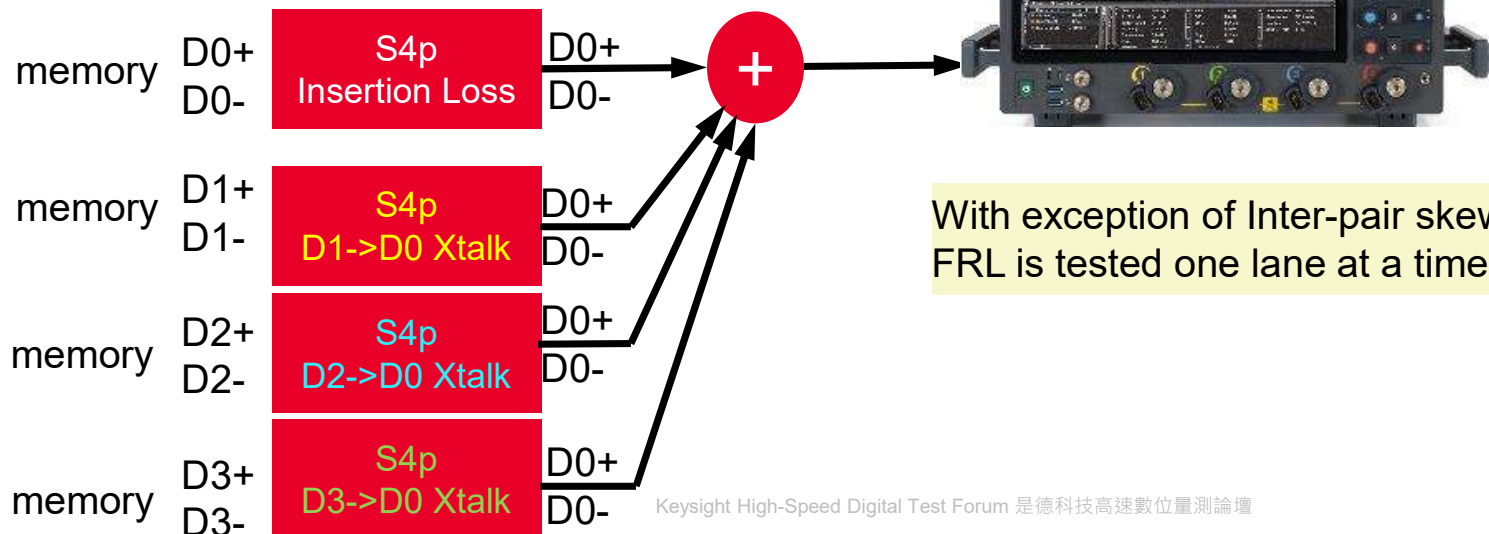 memory
D0+
D0-
S4p
Insertion Loss
D0+
D0-
+
memory
D1+
D1-
S4p
D1->D0 Xtalk
D0+
D0-
With exception of Inter-pair skew
FRL is tested one lane at a time
memory
D2+
D2-
S4p
D2->D0 Xtalk
D0+
D0-
memory
D3+
D3-
S4p
D3->D0 Xtalk
D0+
D0-
Keysight High-Speed Digital Test Forum 是德科技高速數位量測論壇